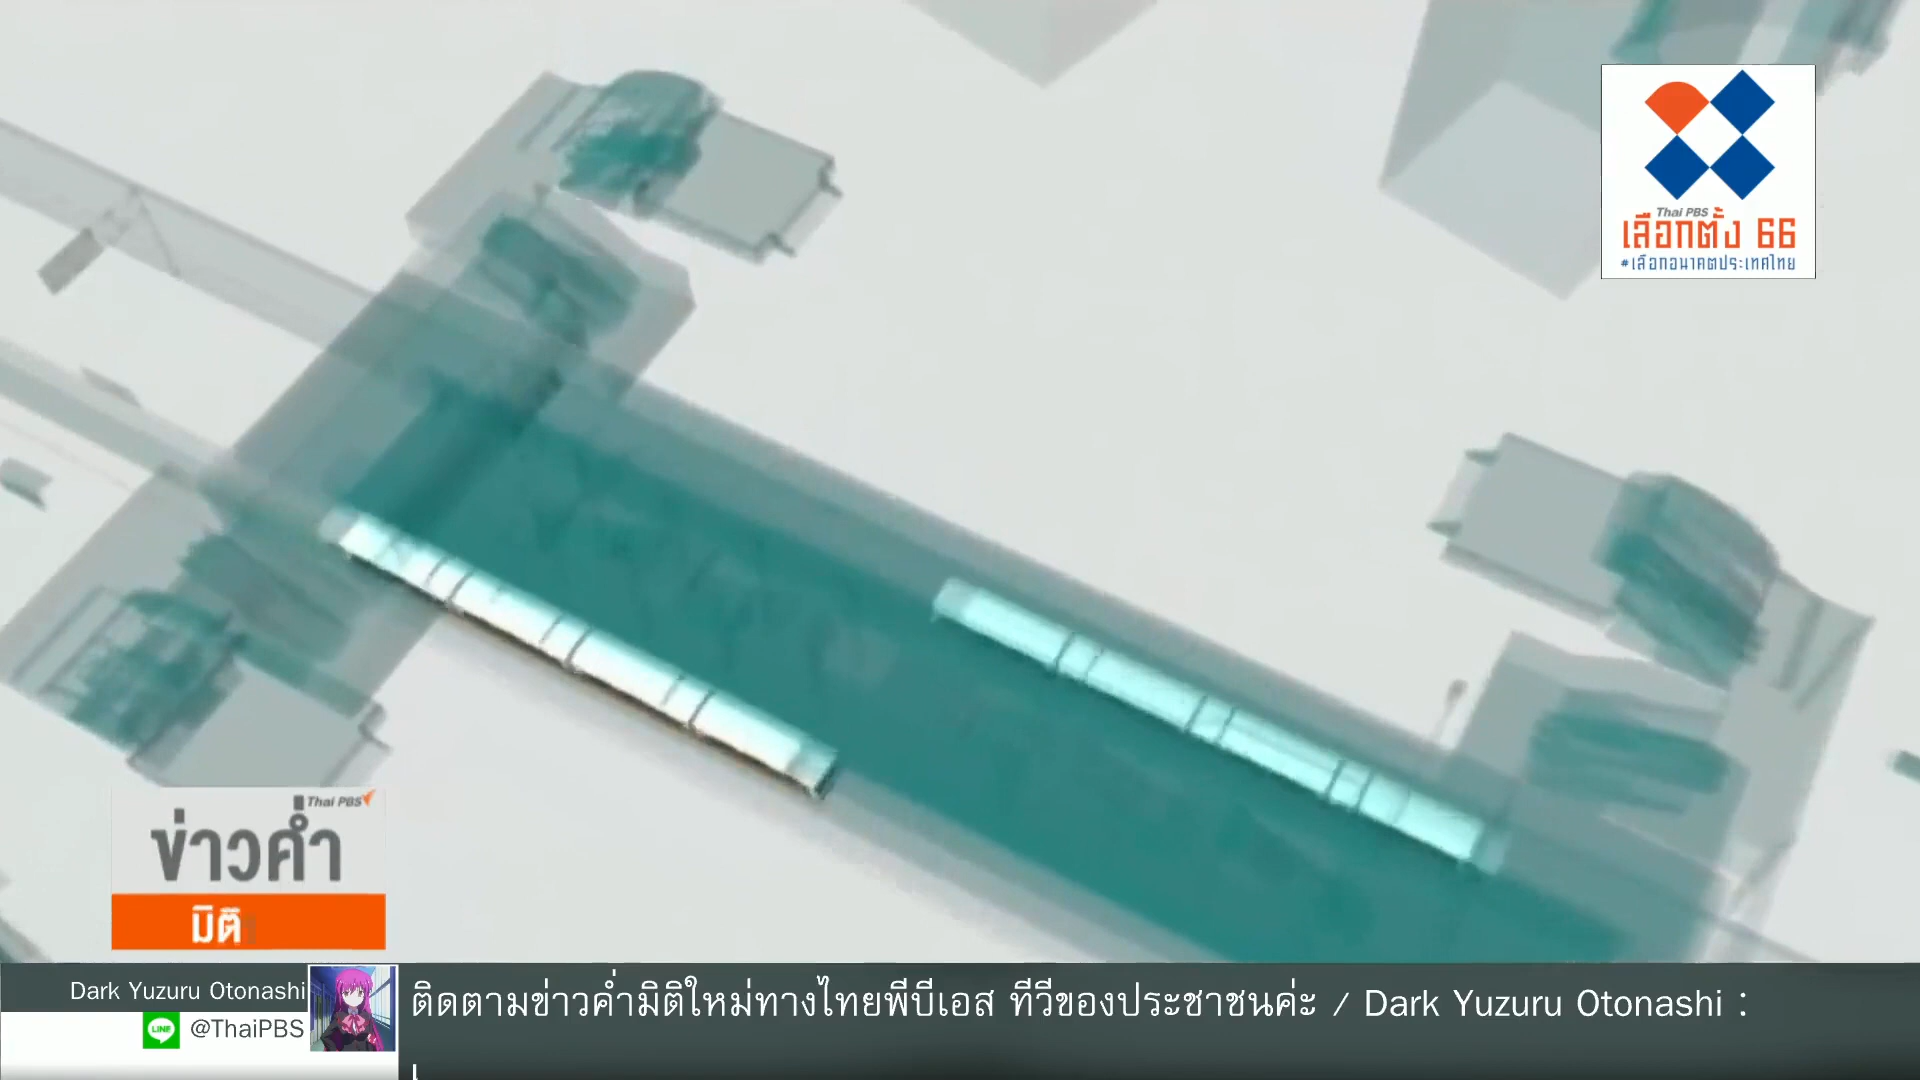 Thai PBS
เลือกตั้ง 66
#เลือกอนาคตประเทศไทย
Thai PBS
ข่าวค่ำ
มิติ
Dark Yuzuru Otonashi
LINE @ThaiPBS
ติดตามข่าวค่ำมิติใหม่ทางไทยพีบีเอส ทีวีของประชาชนค่ะ / Dark Yuzuru Otonashi :